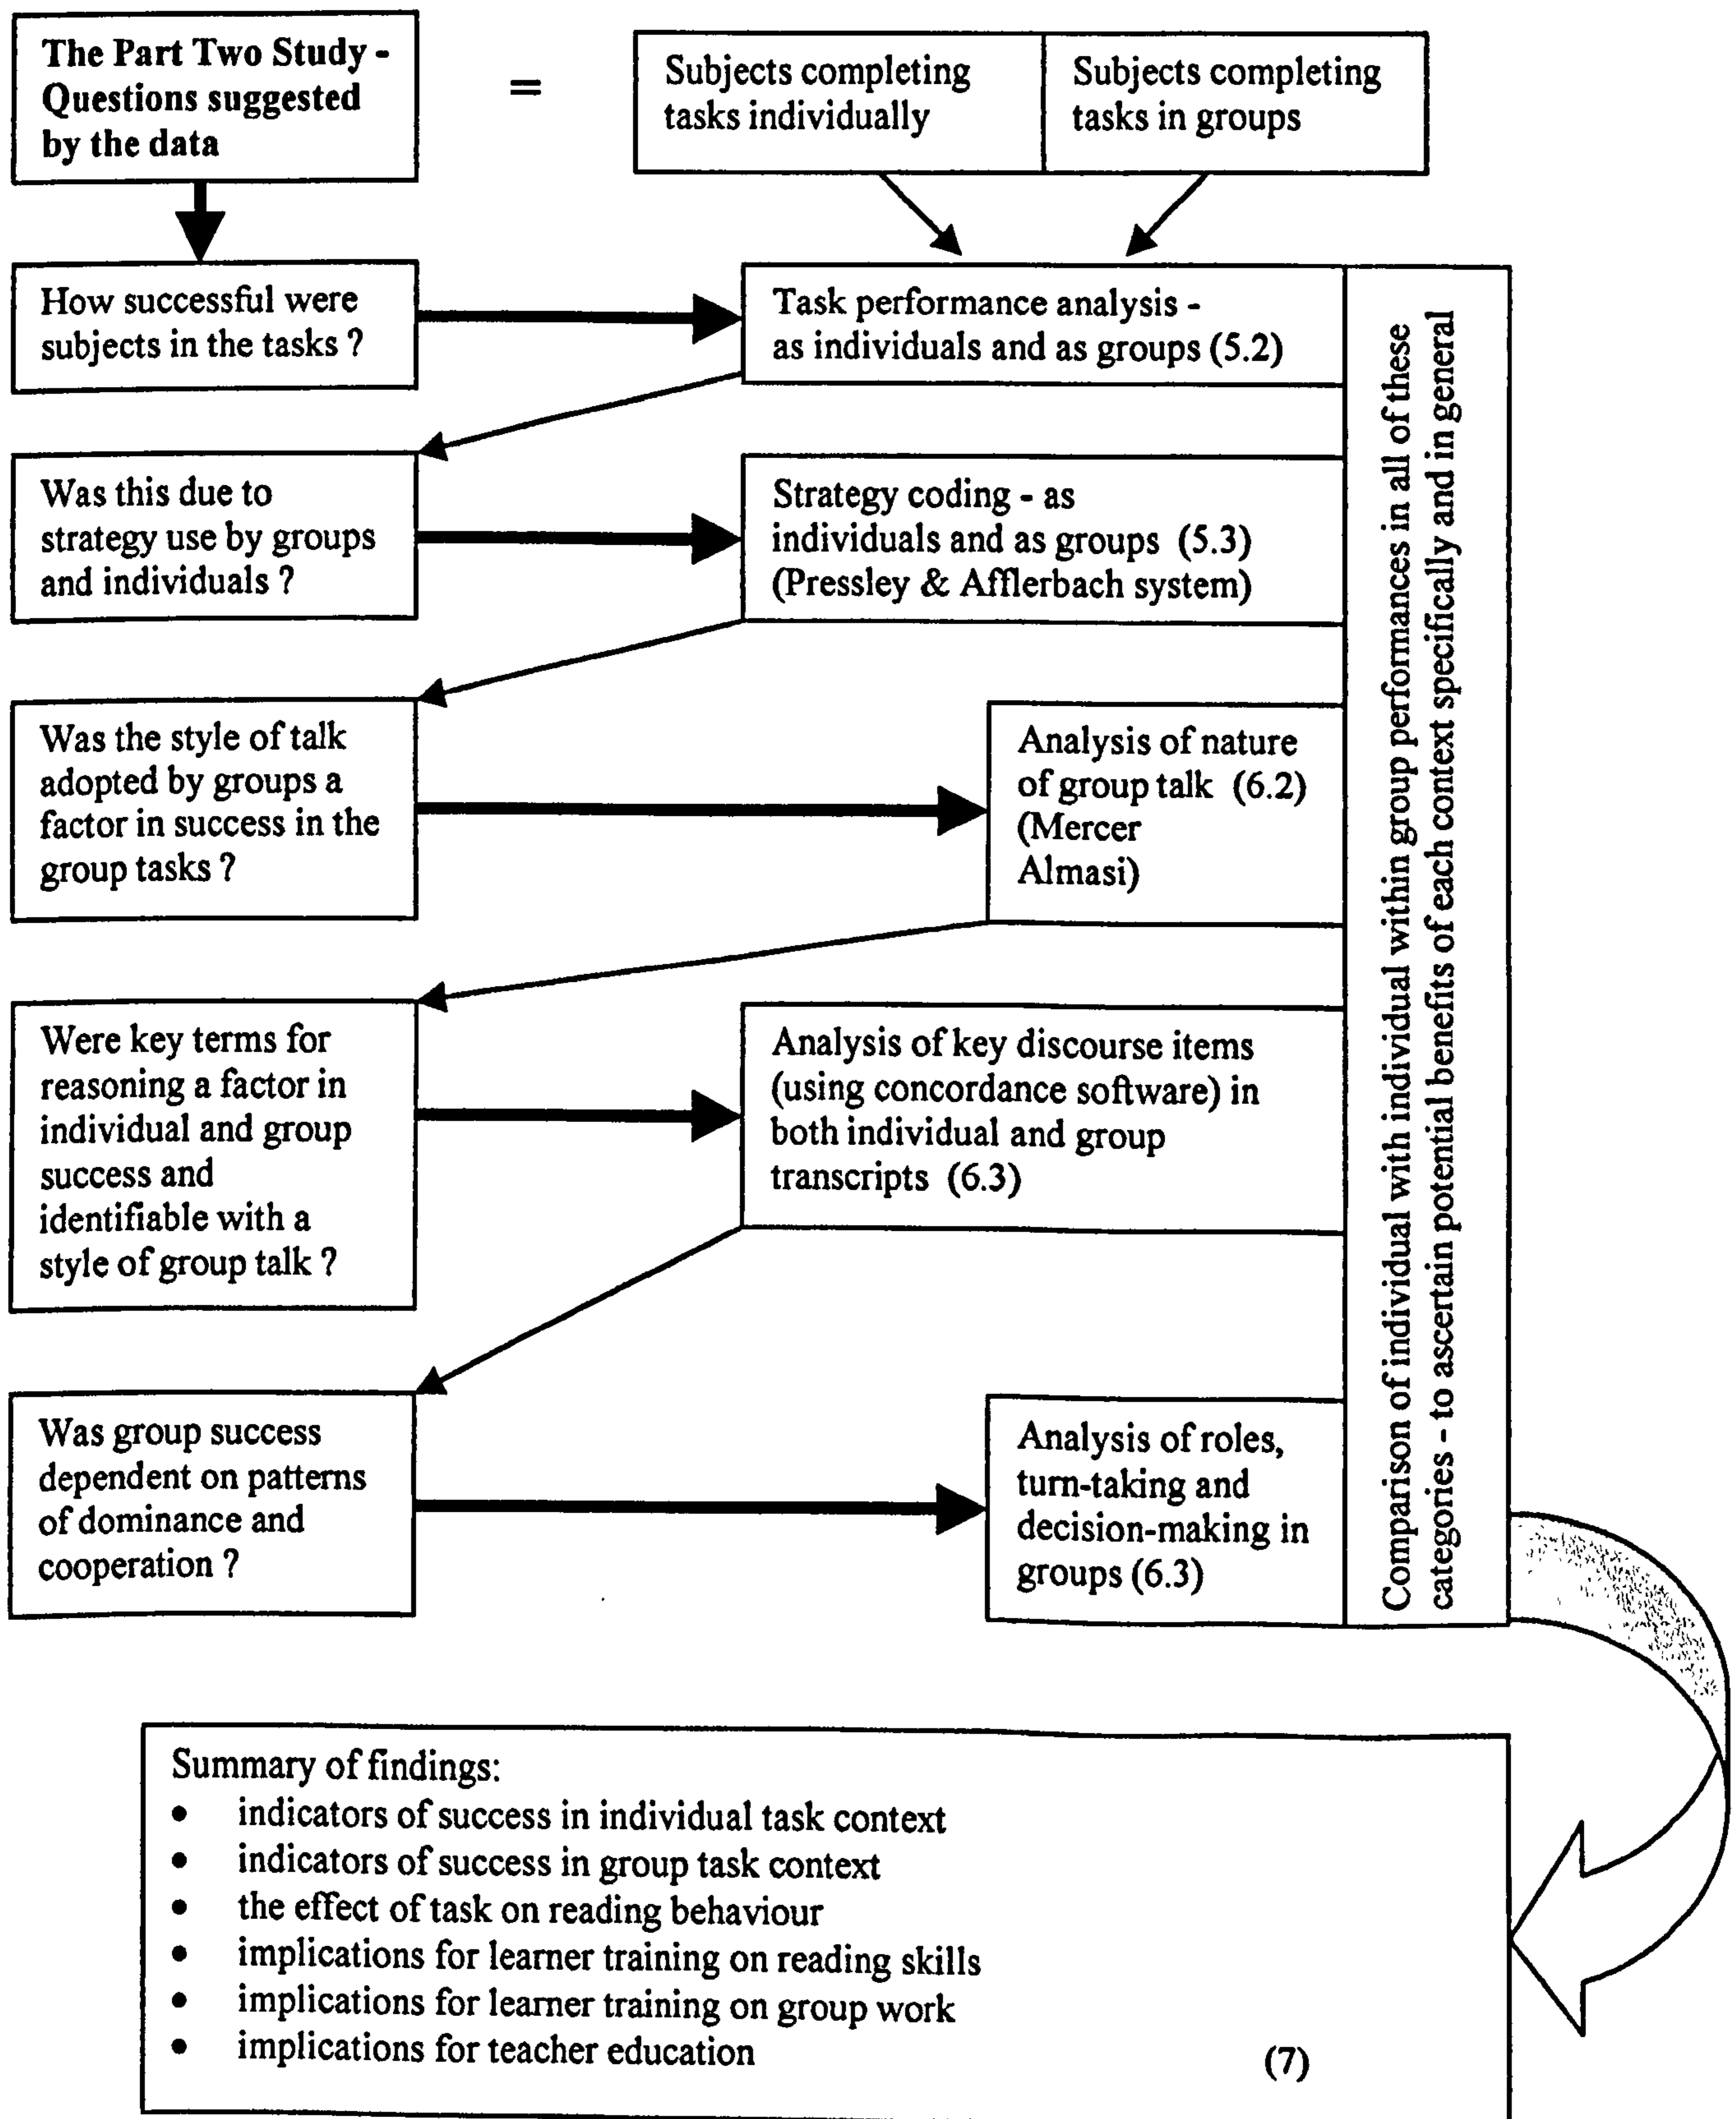 The Part Two Study -
Questions suggested
by the data
=
Subjects completing
tasks individually
Subjects completing
tasks in groups
How successful were
subjects in the tasks ?
Task performance analysis -
as individuals and as groups (5.2)
Was this due to
strategy use by groups
and individuals ?
Strategy coding - as
individuals and as groups (5.3)
(Pressley & Afflerbach system)
Was the style of talk
adopted by groups a
factor in success in the
group tasks ?
Analysis of nature
of group talk (6.2)
(Mercer
Almasi)
Were key terms for
reasoning a factor in
individual and group
success and
identifiable with a
style of group talk ?
Analysis of key discourse items
(using concordance software) in
both individual and group
transcripts (6.3)
Was group success
dependent on patterns
of dominance and
cooperation ?
Analysis of roles,
turn-taking and
decision-making in
groups (6.3)
Comparison of individual with individual within group performances in all of these
categories - to ascertain potential benefits of each context specifically and in general
Summary of findings:
• indicators of success in individual task context
• indicators of success in group task context
• the effect of task on reading behaviour
• implications for learner training on reading skills
• implications for learner training on group work
• implications for teacher education
(7)